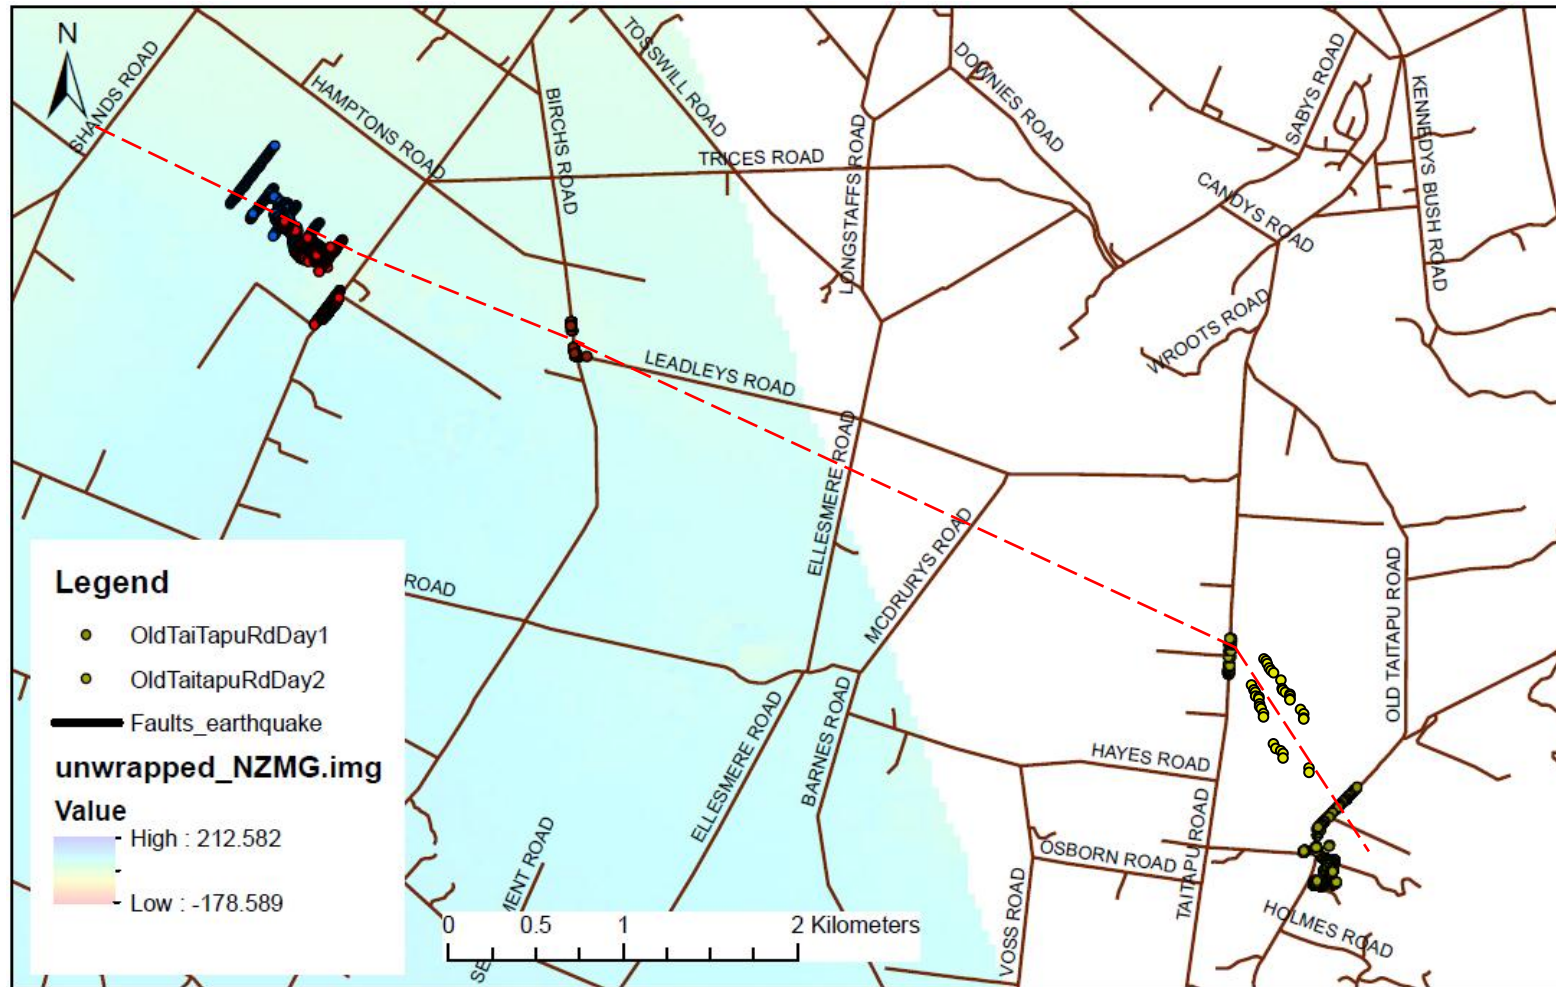 N
SHANDS ROAD
HAMPTONS ROAD
BIRCHS ROAD
TOSSWILL ROAD
TRICES ROAD
LONGSTAFFS ROAD
DOWNIES ROAD
SABYS ROAD
KENNEDYS BUSH ROAD
CANDYS ROAD
WROOTS ROAD
LEADLEYS ROAD
ELLESMERE ROAD
MCDRURYS ROAD
OLD TAITAPU ROAD
ROAD
ELLESMERE ROAD
BARNES ROAD
HAYES ROAD
TAITAPU ROAD
OSBORN ROAD
VOSS ROAD
HOLMES ROAD
MENT ROAD
SE
Legend
OldTaiTapuRdDay1
OldTaitapuRdDay2
Faults_earthquake
unwrapped_NZMG.img
Value
High : 212.582
Low : -178.589
0 0.5 1 2 Kilometers